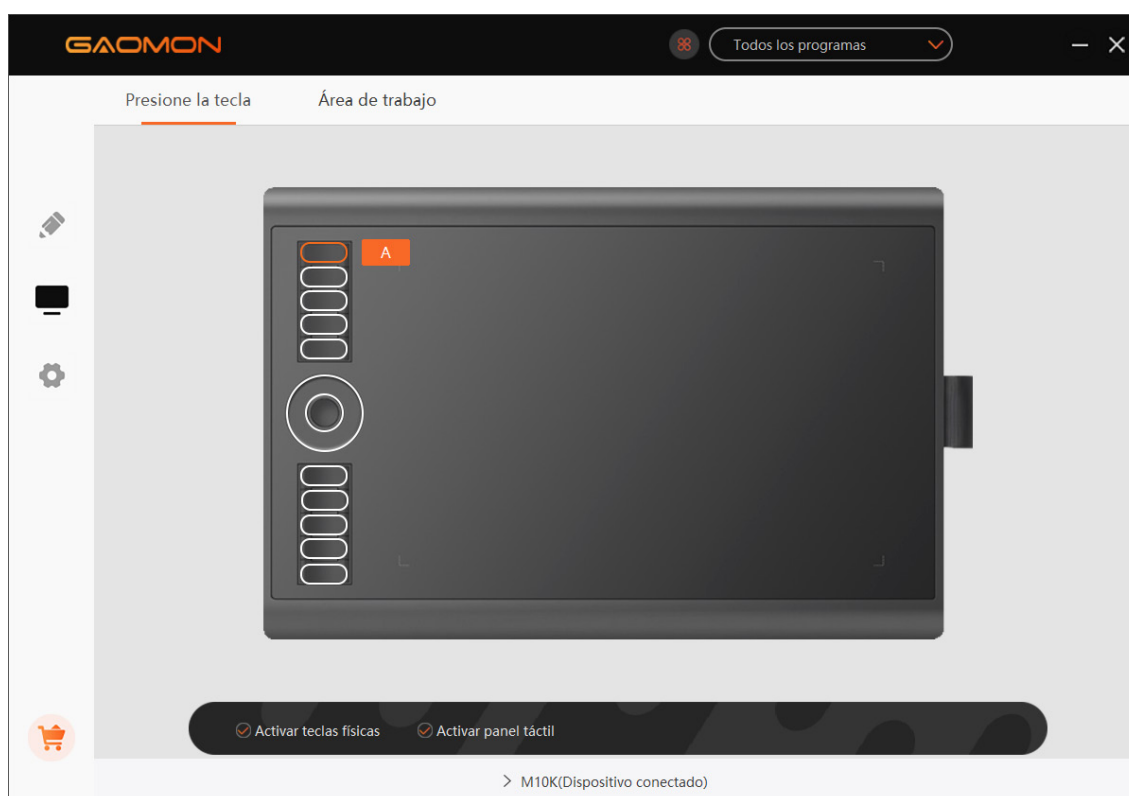 GAOMON
Todos los programas
Presione la tecla
Área de trabajo
A
Activar teclas físicas
Activar panel táctil
M10K(Dispositivo conectado)